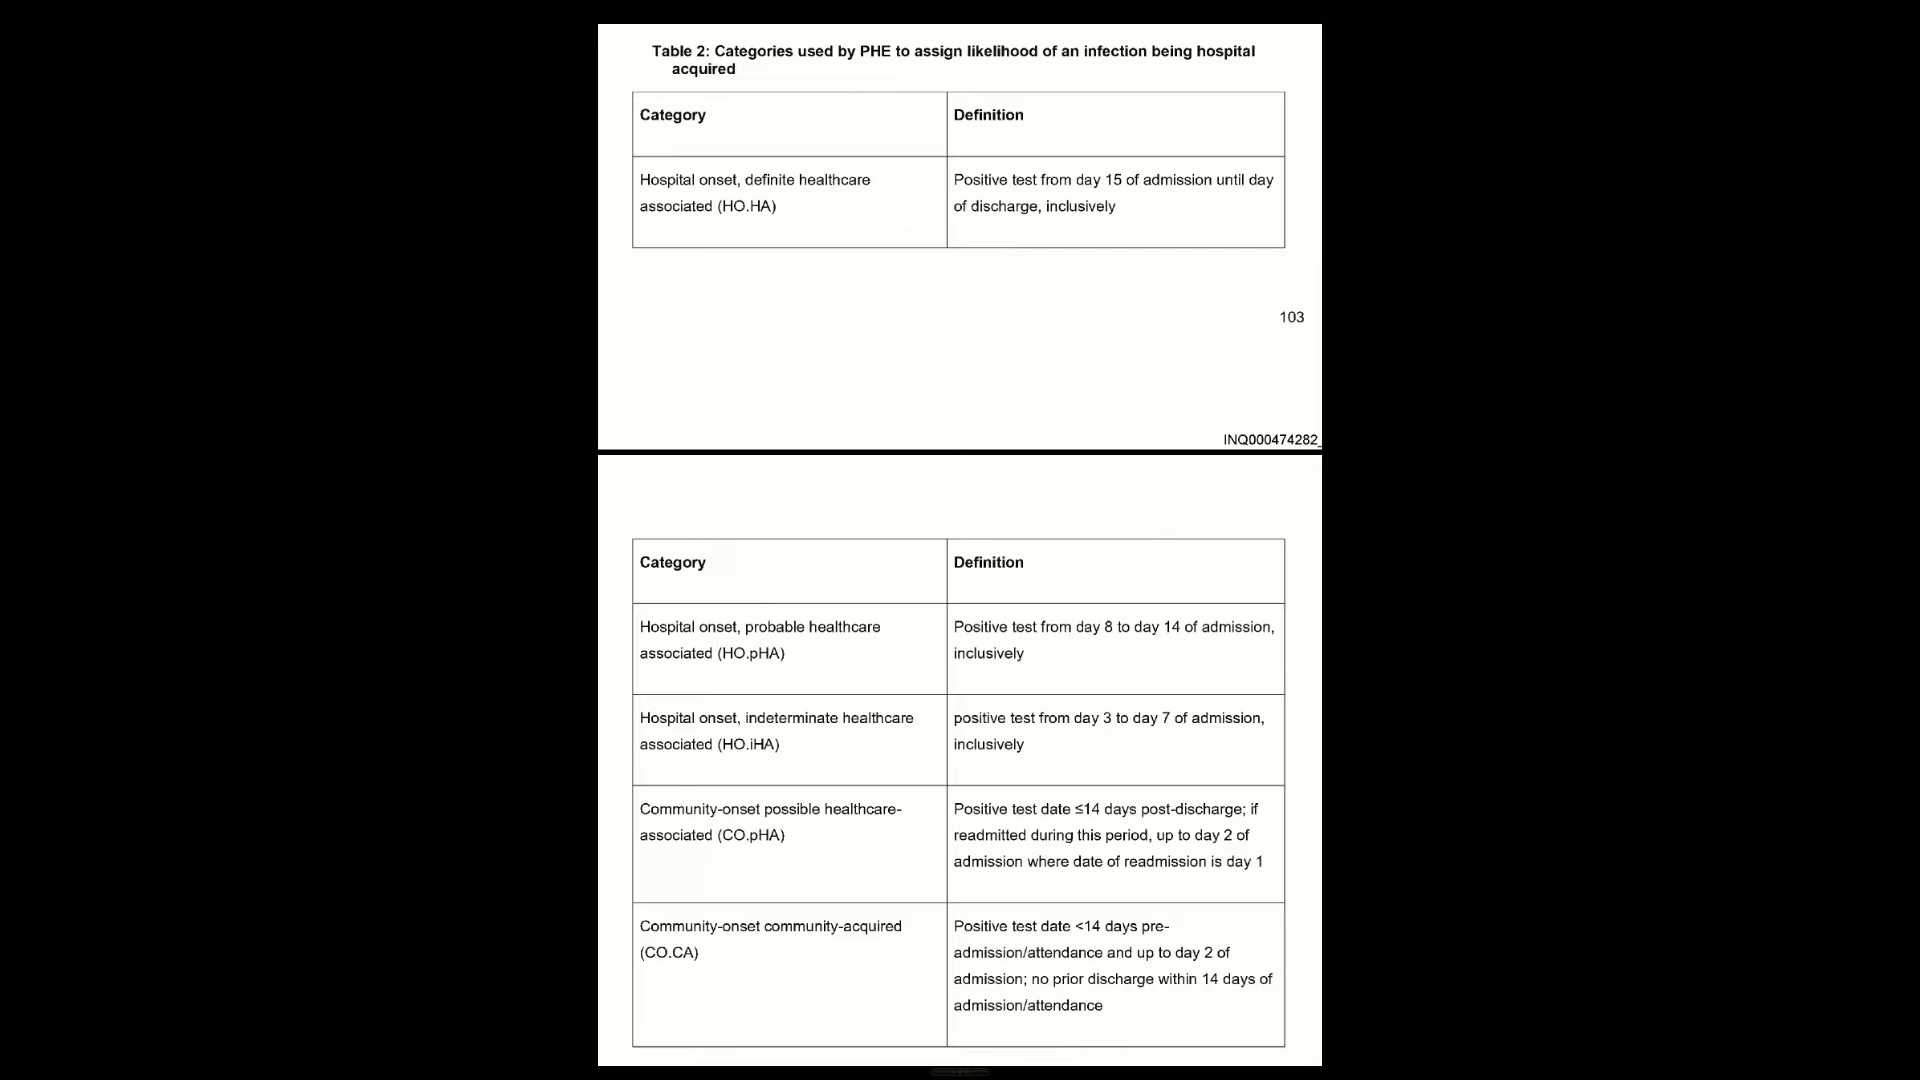 Table 2: Categories used by PHE to assign likelihood of an infection being hospital
acquired
Category
Definition
Hospital onset, definite healthcare
associated (HO.HA)
Positive test from day 15 of admission until day
of discharge, inclusively
103
INQ000474282_
Category
Definition
Hospital onset, probable healthcare
associated (HO.pHA)
Positive test from day 8 to day 14 of admission,
inclusively
Hospital onset, indeterminate healthcare
associated (HO.iHA)
positive test from day 3 to day 7 of admission,
inclusively
Community-onset possible healthcare-
associated (CO.pHA)
Positive test date ≤14 days post-discharge; if
readmitted during this period, up to day 2 of
admission where date of readmission is day 1
Community-onset community-acquired
(CO.CA)
Positive test date <14 days pre-
admission/attendance and up to day 2 of
admission; no prior discharge within 14 days of
admission/attendance